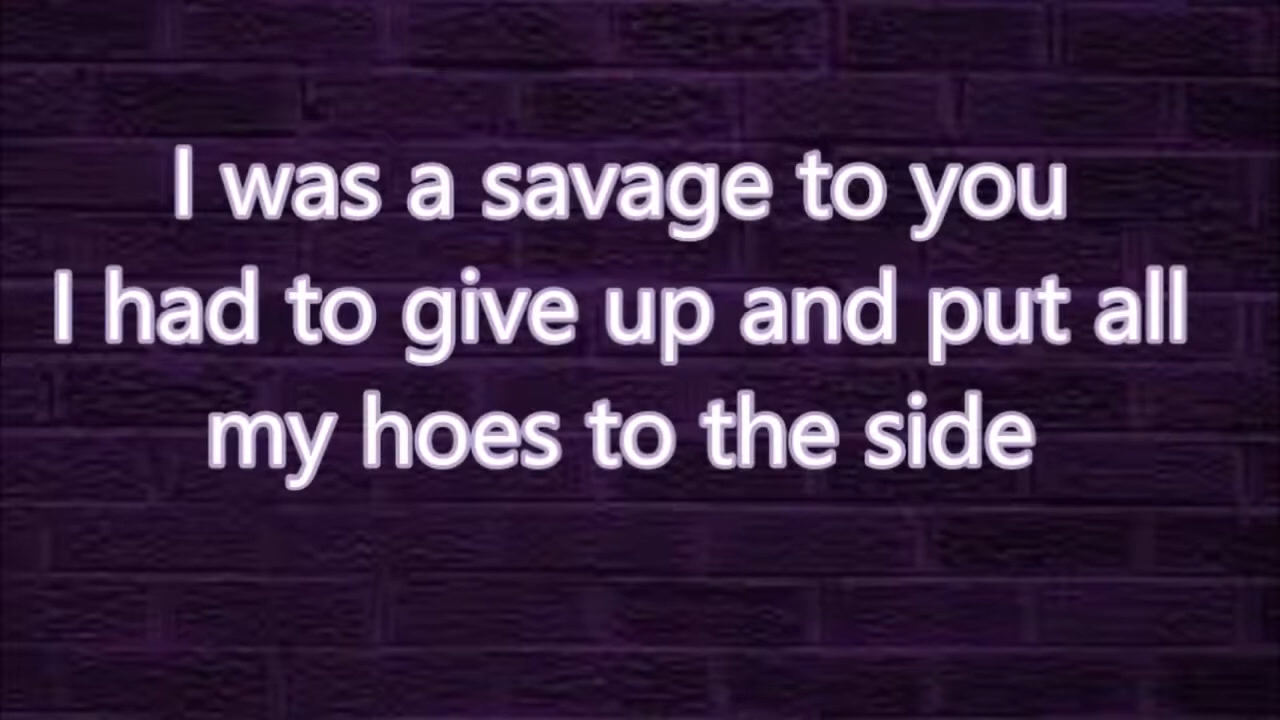 I was a savage to you
I had to give up and put all
my hoes to the side